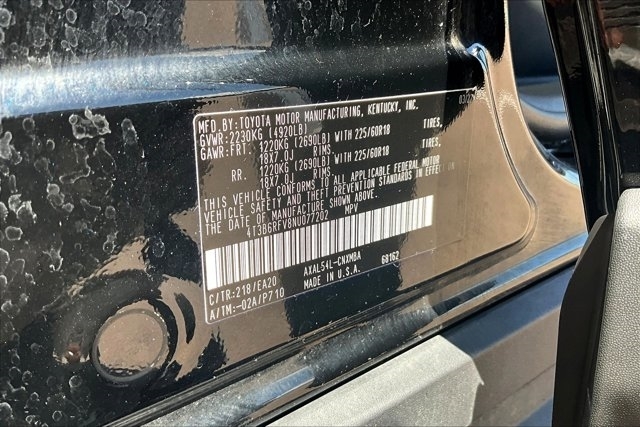 MFD.BY:TOYOTA MOTOR MANUFACTURING, KENTUCKY, INC.
GVWR:2230KG (4920LB)
GAWR:FRT. 1220KG (2690LB) WITH 225/60R18 TIRES,
18X7.0J RIMS.
RR. 1220KG (2690LB) WITH 225/60R18 TIRES,
18X7.0J RIMS.
THIS VEHICLE CONFORMS TO ALL APPLICABLE FEDERAL MOTOR
VEHICLE SAFETY AND THEFT PREVENTION STANDARDS IN EFFECT ON
THE DATE OF MANUFACTURE SHOWN ABOVE.
4T3B6RFV8NU077202 MPV
C/TR:218/EA20 AXAL54L-CNXMBA 68162
A/TM:-02A/P710 MADE IN U.S.A.